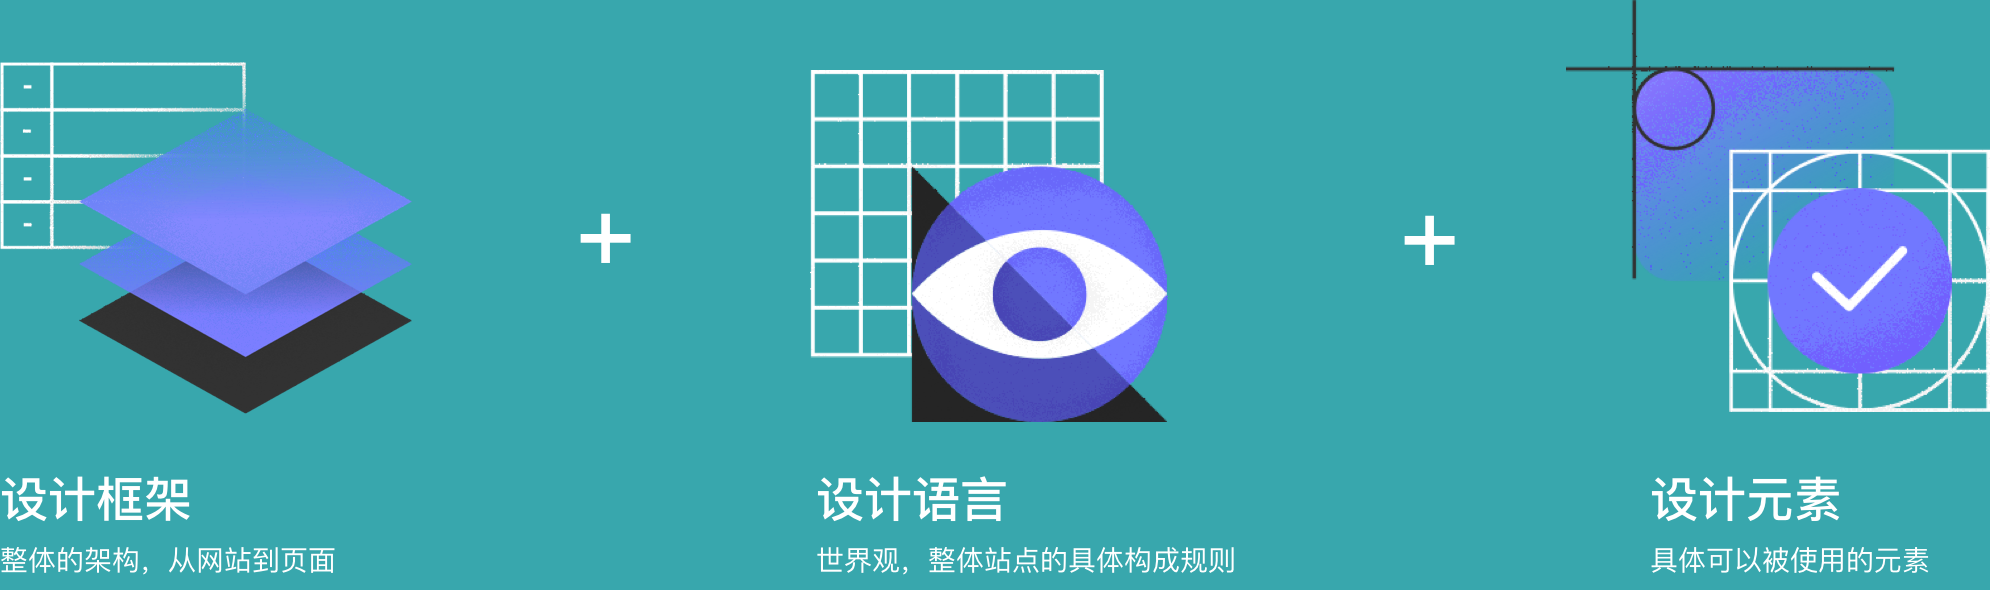 设计框架
整体的架构，从网站到页面
设计语言
世界观，整体站点的具体构成规则
设计元素
具体可以被使用的元素